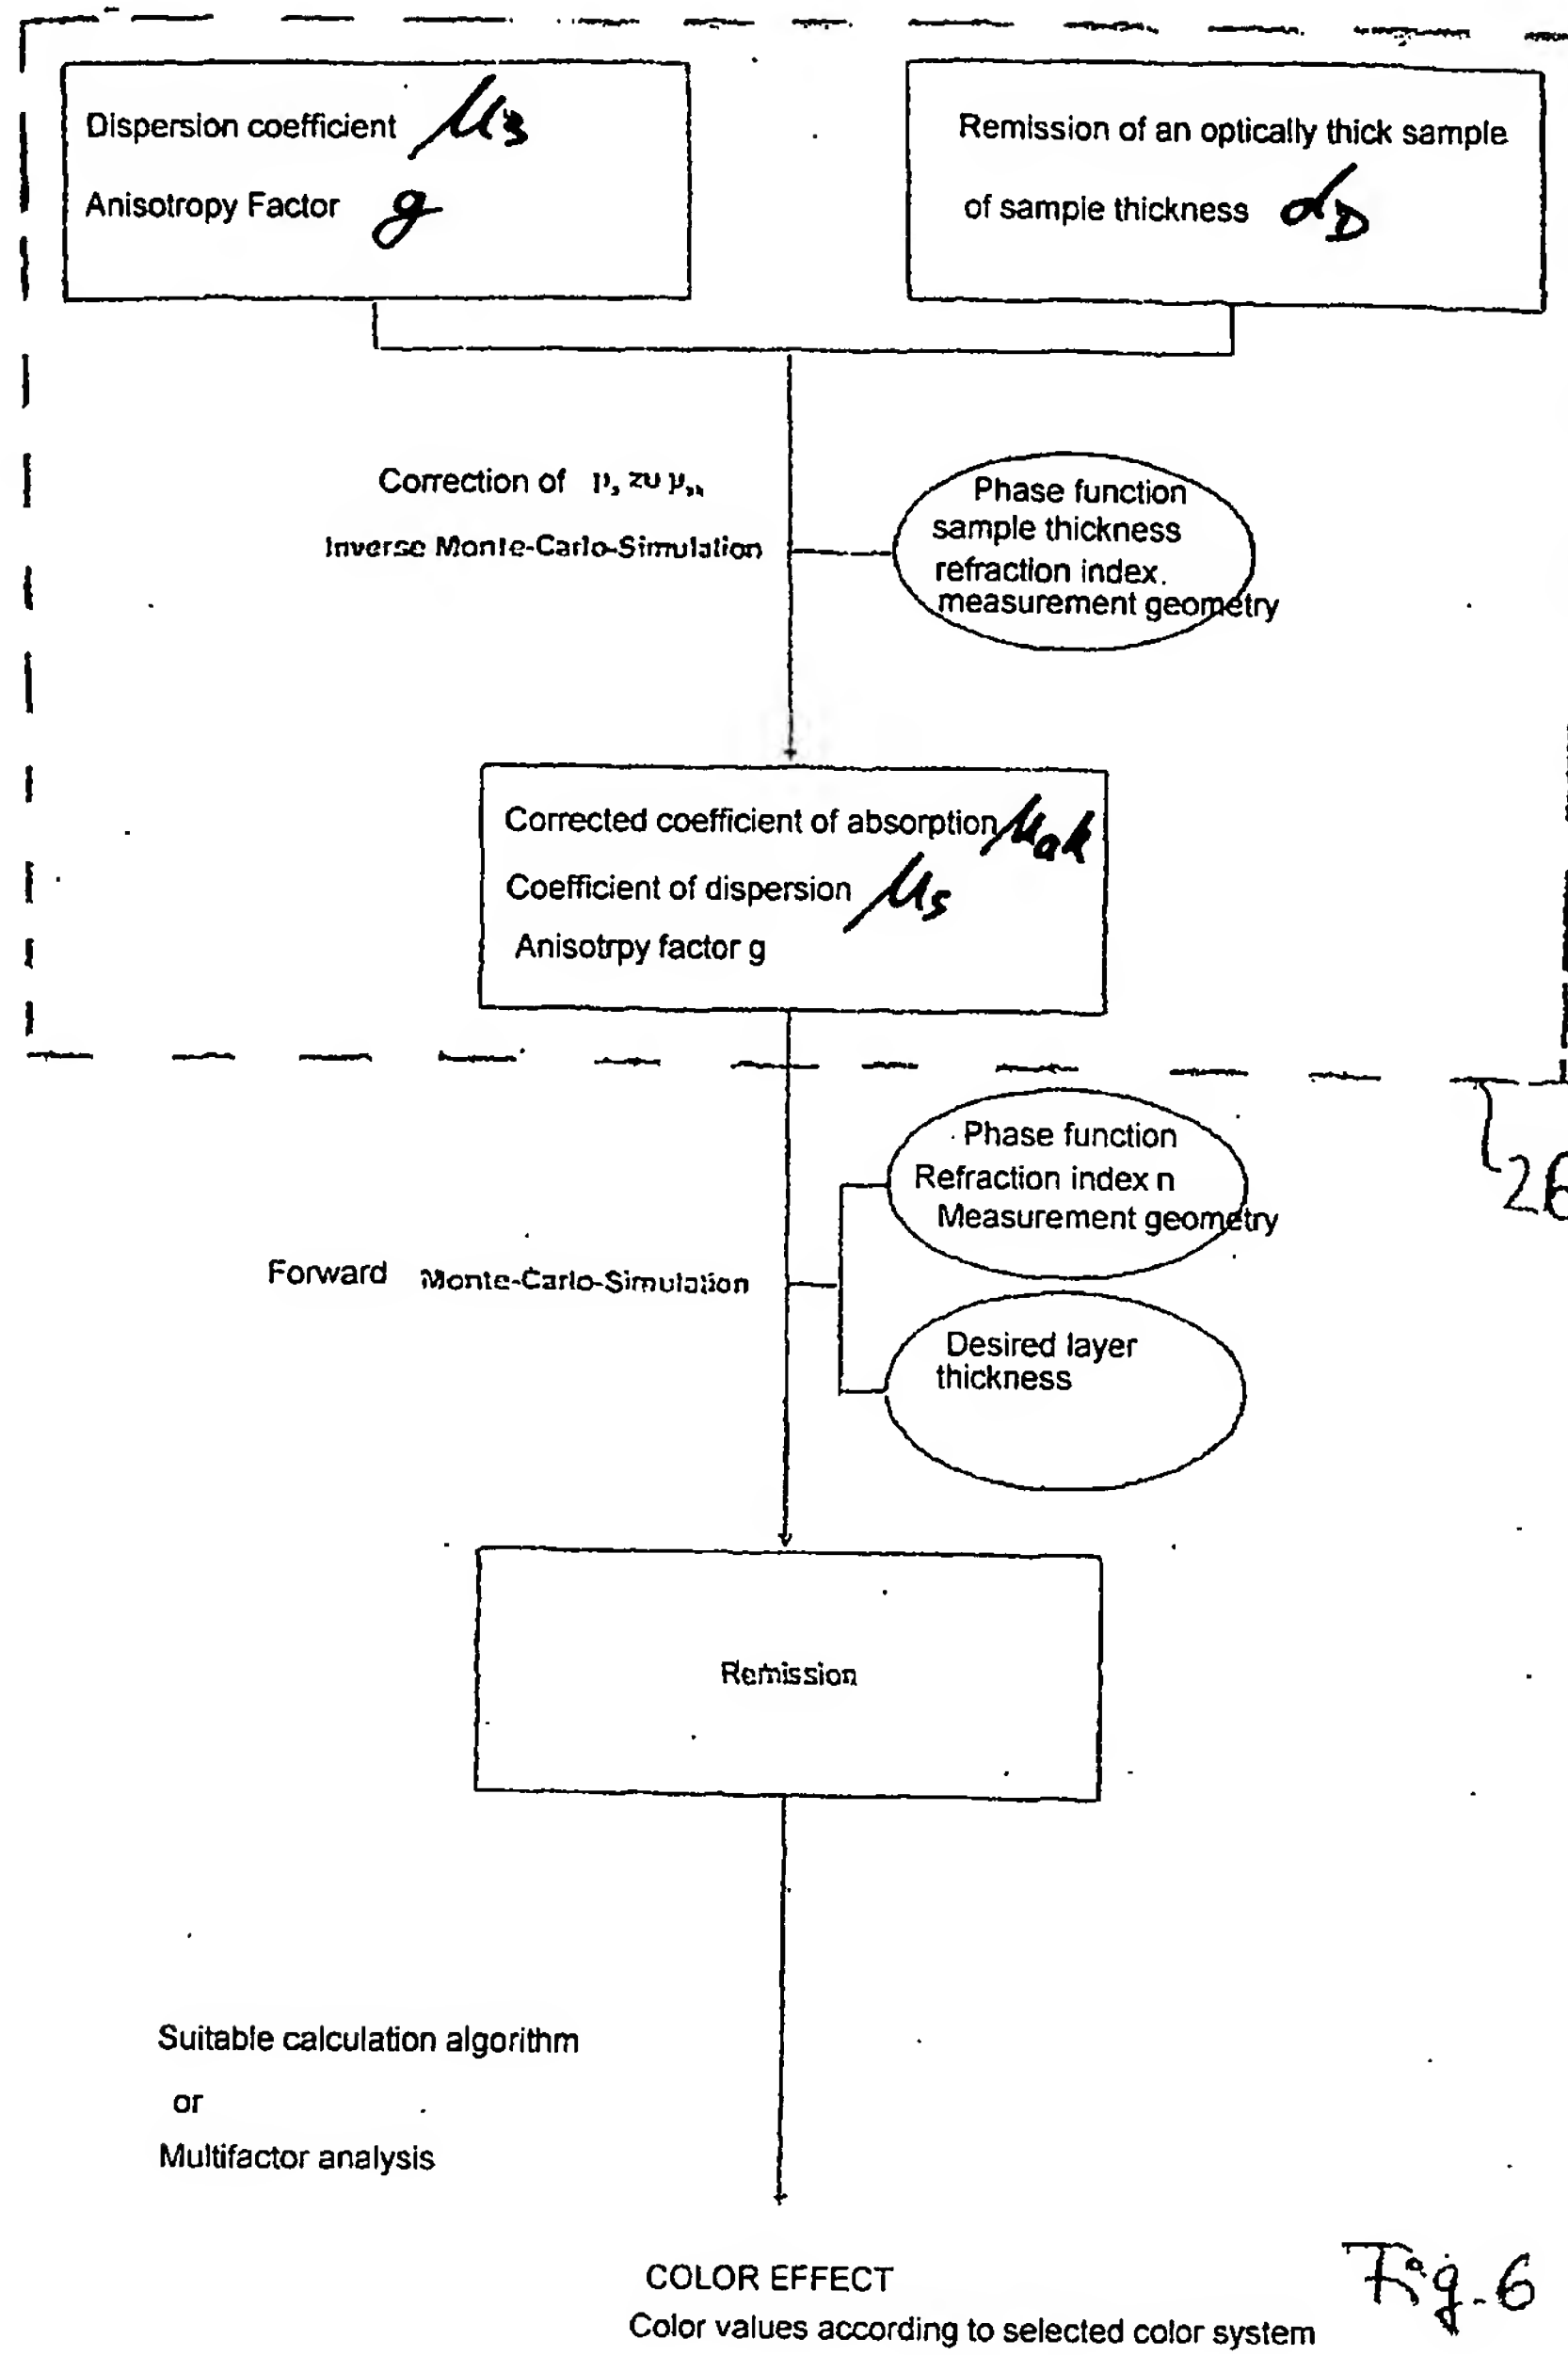 Dispersion coefficient μs
Anisotropy Factor g
Remission of an optically thick sample
of sample thickness dD
Correction of zu
Inverse Monte-Carlo-Simulation
Phase function
sample thickness
refraction index.
measurement geometry
Corrected coefficient of absorption μak
Coefficient of dispersion μs
Anisotrpy factor g
26
Phase function
Refraction index n
Measurement geometry
Forward Monte-Carlo-Simulation
Desired layer
thickness
Remission
Suitable calculation algorithm
or
Multifactor analysis
COLOR EFFECT
Color values according to selected color system
Fig. 6